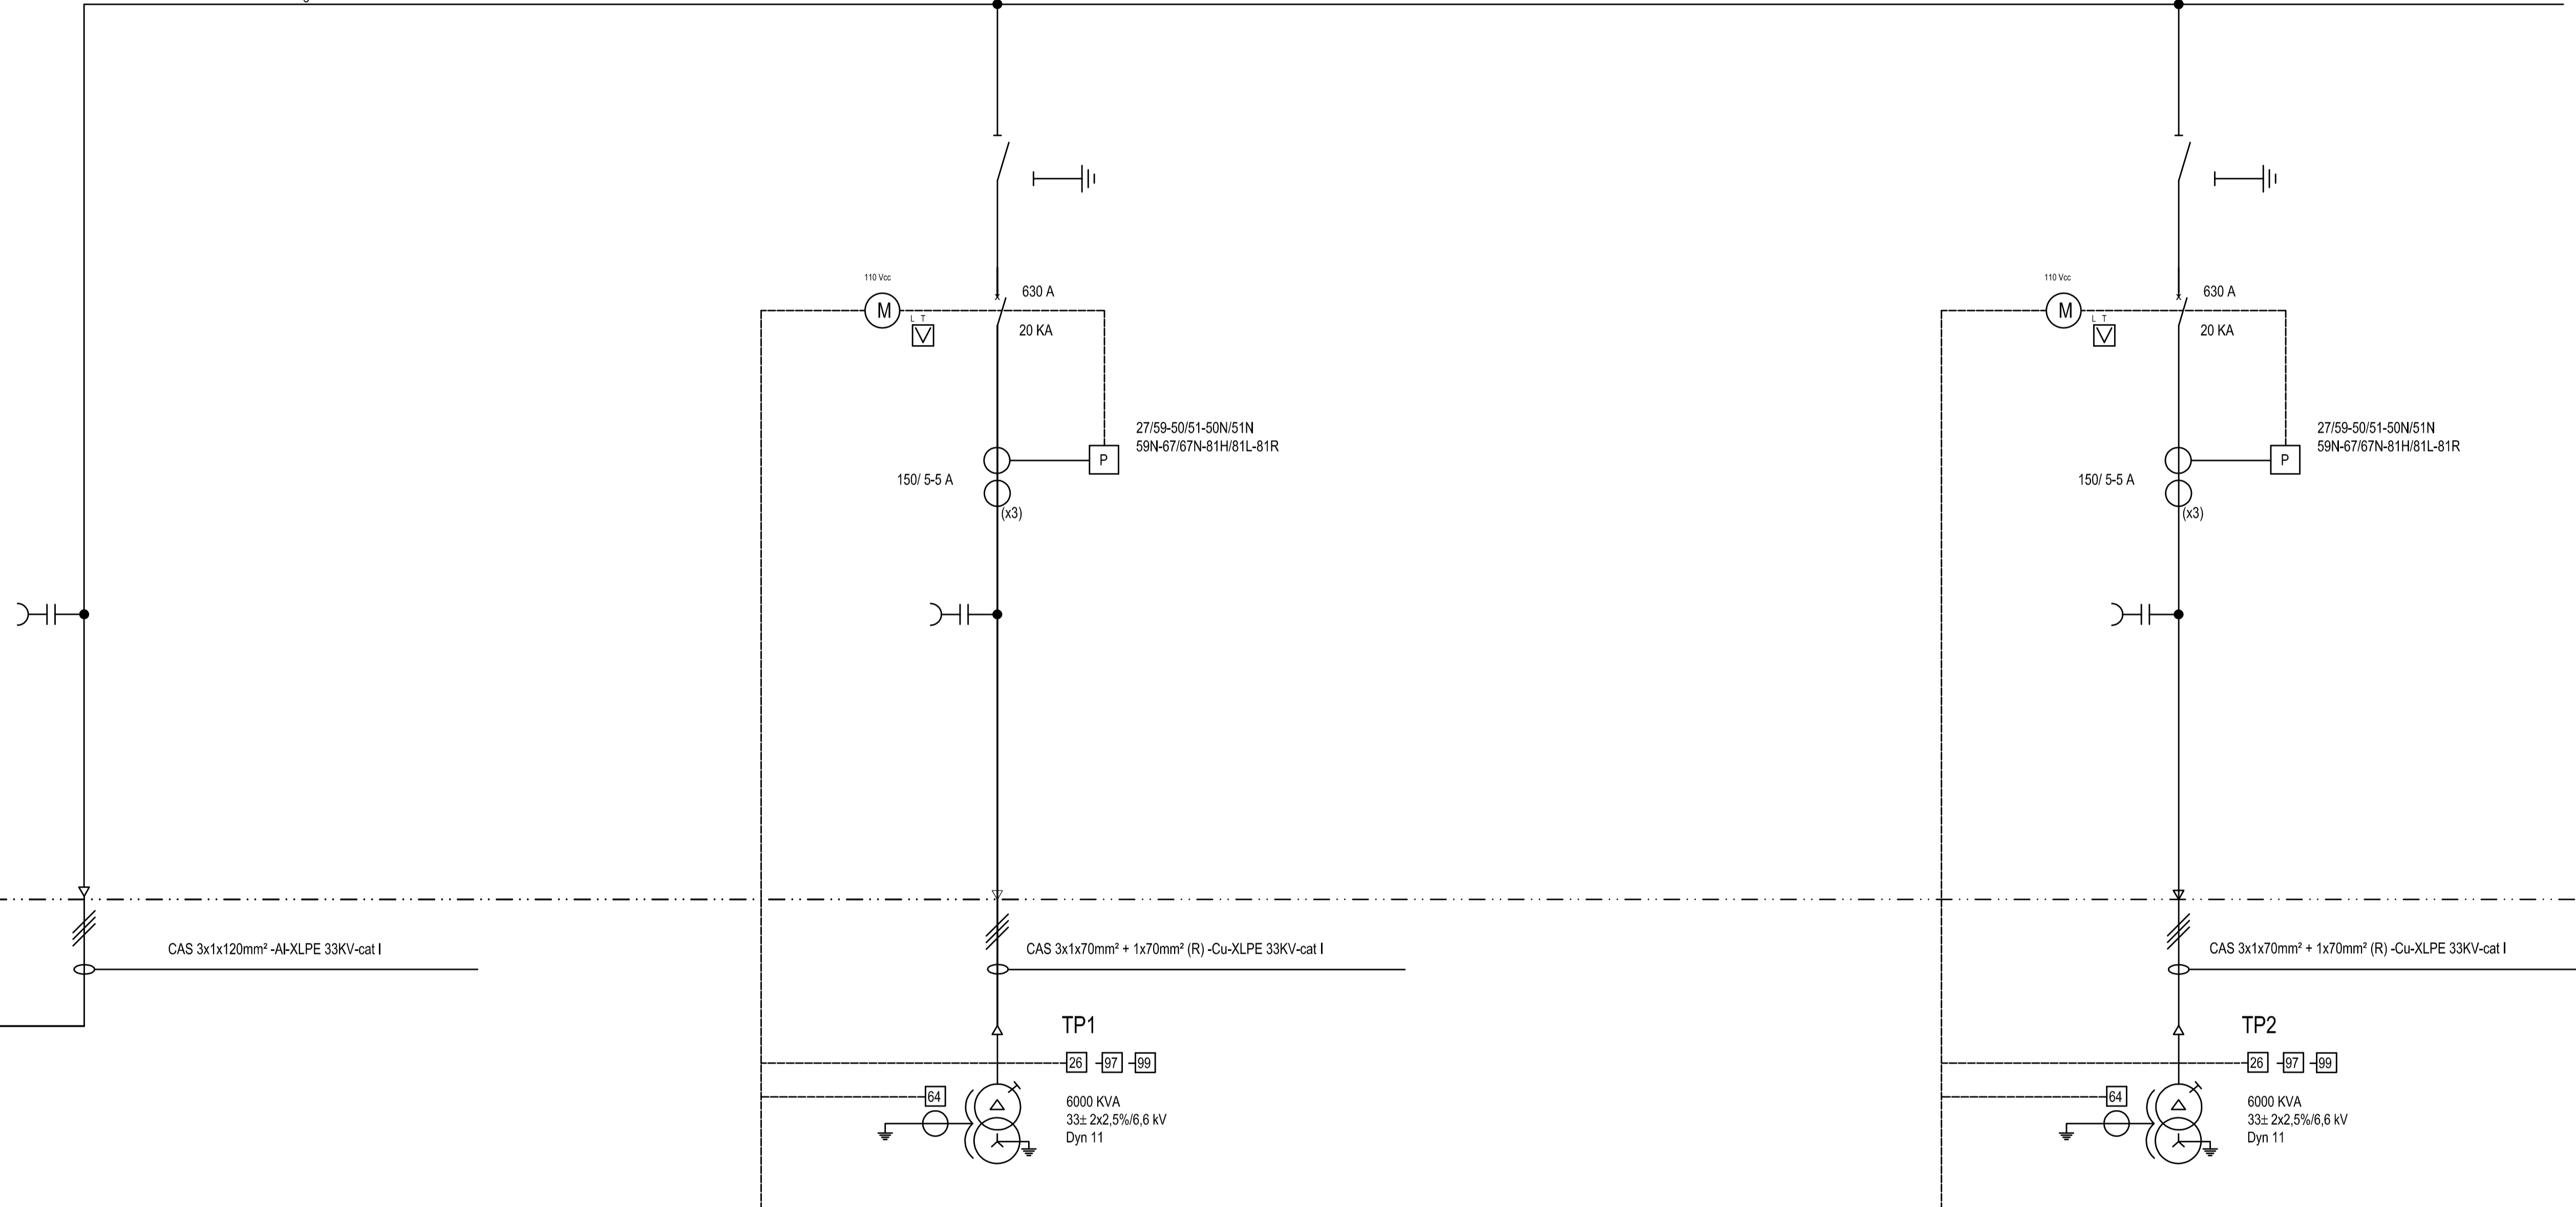 110 Vcc
M
L T
630 A
20 KA
27/59-50/51-50N/51N
59N-67/67N-81H/81L-81R
P
150/ 5-5 A
(x3)
110 Vcc
M
L T
630 A
20 KA
27/59-50/51-50N/51N
59N-67/67N-81H/81L-81R
P
150/ 5-5 A
(x3)
CAS 3x1x120mm² -Al-XLPE 33KV-cat I
CAS 3x1x70mm² + 1x70mm² (R) -Cu-XLPE 33KV-cat I
CAS 3x1x70mm² + 1x70mm² (R) -Cu-XLPE 33KV-cat I
TP1
26 97 99
64
6000 KVA
33± 2x2,5%/6,6 kV
Dyn 11
TP2
26 97 99
64
6000 KVA
33± 2x2,5%/6,6 kV
Dyn 11